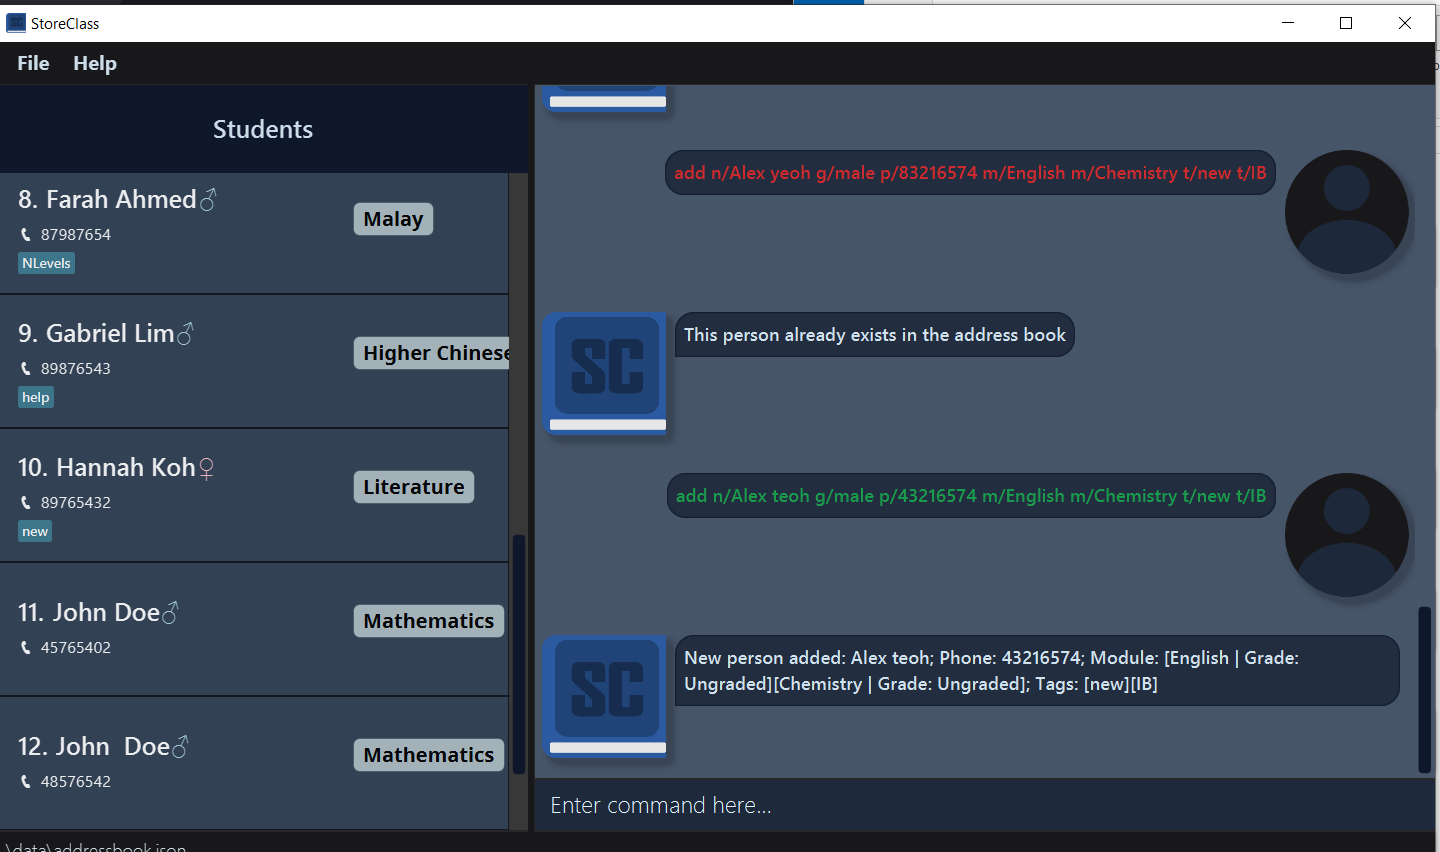 StoreClass
File Help
Students
8. Farah Ahmed♂
Malay
87987654
NLevels
9. Gabriel Lim♂
Higher Chinese
89876543
help
10. Hannah Koh♀
Literature
89765432
new
11. John Doe♂
Mathematics
45765402
12. John  Doe♂
Mathematics
48576542
add n/Alex yeoh g/male p/83216574 m/English m/Chemistry t/new t/IB
SC
This person already exists in the address book
add n/Alex teoh g/male p/43216574 m/English m/Chemistry t/new t/IB
SC
New person added: Alex teoh; Phone: 43216574; Module: [English | Grade:
Ungraded][Chemistry | Grade: Ungraded]; Tags: [new][IB]
Enter command here...
\data\addressbook.json